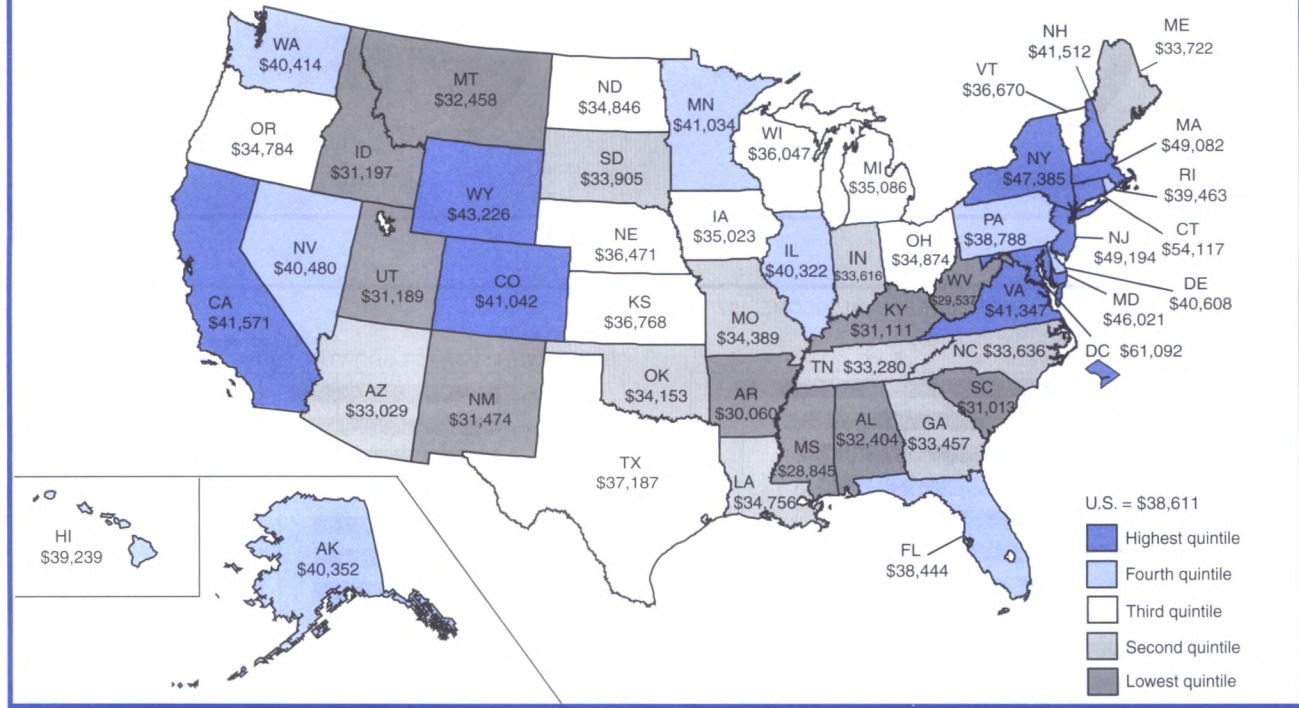 WA
$40,414
MT
$32,458
ND
$34,846
MN
$41,034
NH
$41,512
ME
$33,722
VT
$36,670
OR
$34,784
ID
$31,197
WY
$43,226
SD
$33,905
WI
$36,047
MI
$35,086
NY
$47,385
MA
$49,082
RI
$39,463
CT
$54,117
NJ
$49,194
DE
$40,608
MD
$46,021
DC $61,092
PA
$38,788
NV
$40,480
UT
$31,189
CO
$41,042
NE
$36,471
IA
$35,023
IL
$40,322
IN
$33,616
OH
$34,874
WV
$29,537
VA
$41,347
CA
$41,571
KS
$36,768
MO
$34,389
KY
$31,111
NC $33,636
TN $33,280
AZ
$33,029
NM
$31,474
OK
$34,153
AR
$30,060
SC
$31,013
MS
$28,845
AL
$32,404
GA
$33,457
TX
$37,187
LA
$34,756
FL
$38,444
HI
$39,239
AK
$40,352
U.S. = $38,611
Highest quintile
Fourth quintile
Third quintile
Second quintile
Lowest quintile